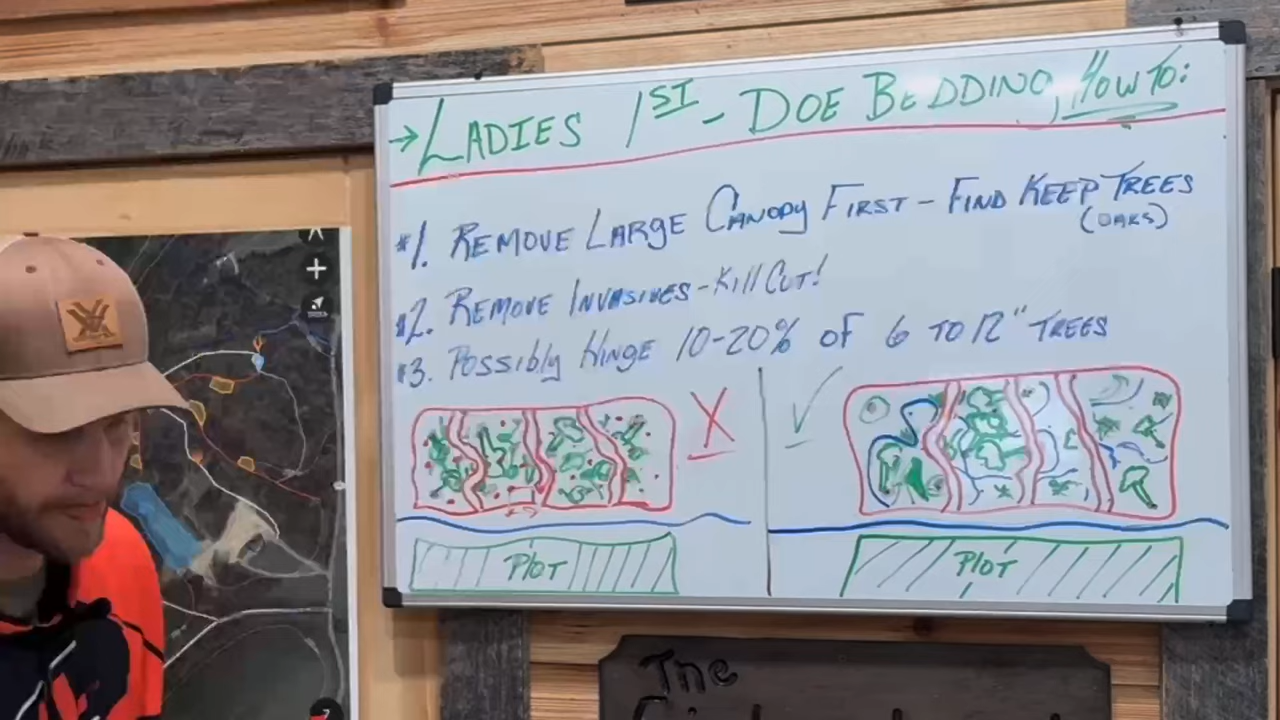 → LADIES 1ST - DOE BEDDING, HOW TO:
#1. REMOVE LARGE CANOPY FIRST - FIND KEEP TREES
(OAKS)
#2. REMOVE INVASIVES - KILL CUT!
#3. POSSIBLY HINGE 10-20% OF 6 TO 12" TREES
X
PLOT
PLOT
The